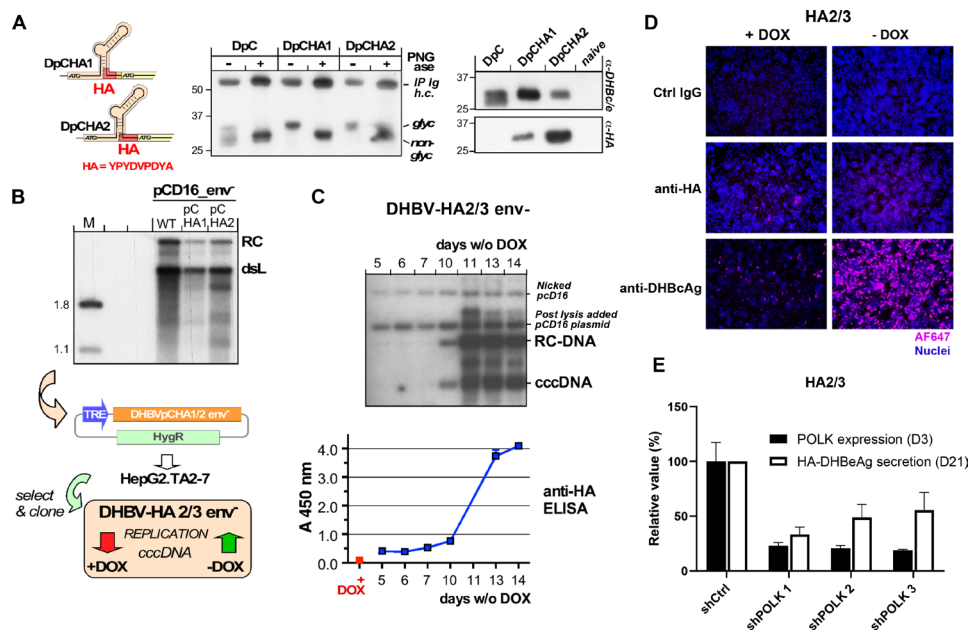 A
DpCHA1
ATG
ATG
HA
DpCHA2
ATG
ATG
HA
HA = YPYDVPDYA
DpC DpCHA1 DpCHA2
- + - + - +
PNG
ase
50
37
25
IP Ig
h.c.
glyc
non-
glyc
DpC DpCHA1 DpCHA2 naive
37
25
α-DHBc/e
37
25
α-HA
B
pCD16_env-
M
WT
pC
HA1
pC
HA2
RC
dsL
1.8
1.1
TRE
DHBVpCHA1/2 env-
HygR
HepG2.TA2-7
select
& clone
DHBV-HA 2/3 env-
REPLICATION
cccDNA
+DOX
-DOX
C
DHBV-HA2/3 env-
days w/o DOX
5 6 7 10 11 13 14
Nicked
pcD16
Post lysis added
pCD16 plasmid
RC-DNA
cccDNA
A 450 nm
4.0
3.0
2.0
1.0
0.0
anti-HA
ELISA
+
DOX
5 6 7 10 11 13 14
days w/o DOX
D
HA2/3
+ DOX - DOX
Ctrl IgG
anti-HA
anti-DHBcAg
AF647
Nuclei
E
HA2/3
Relative value (%)
150
100
50
0
POLK expression (D3)
HA-DHBeAg secretion (D21)
shCtrl
shPOLK 1
shPOLK 2
shPOLK 3